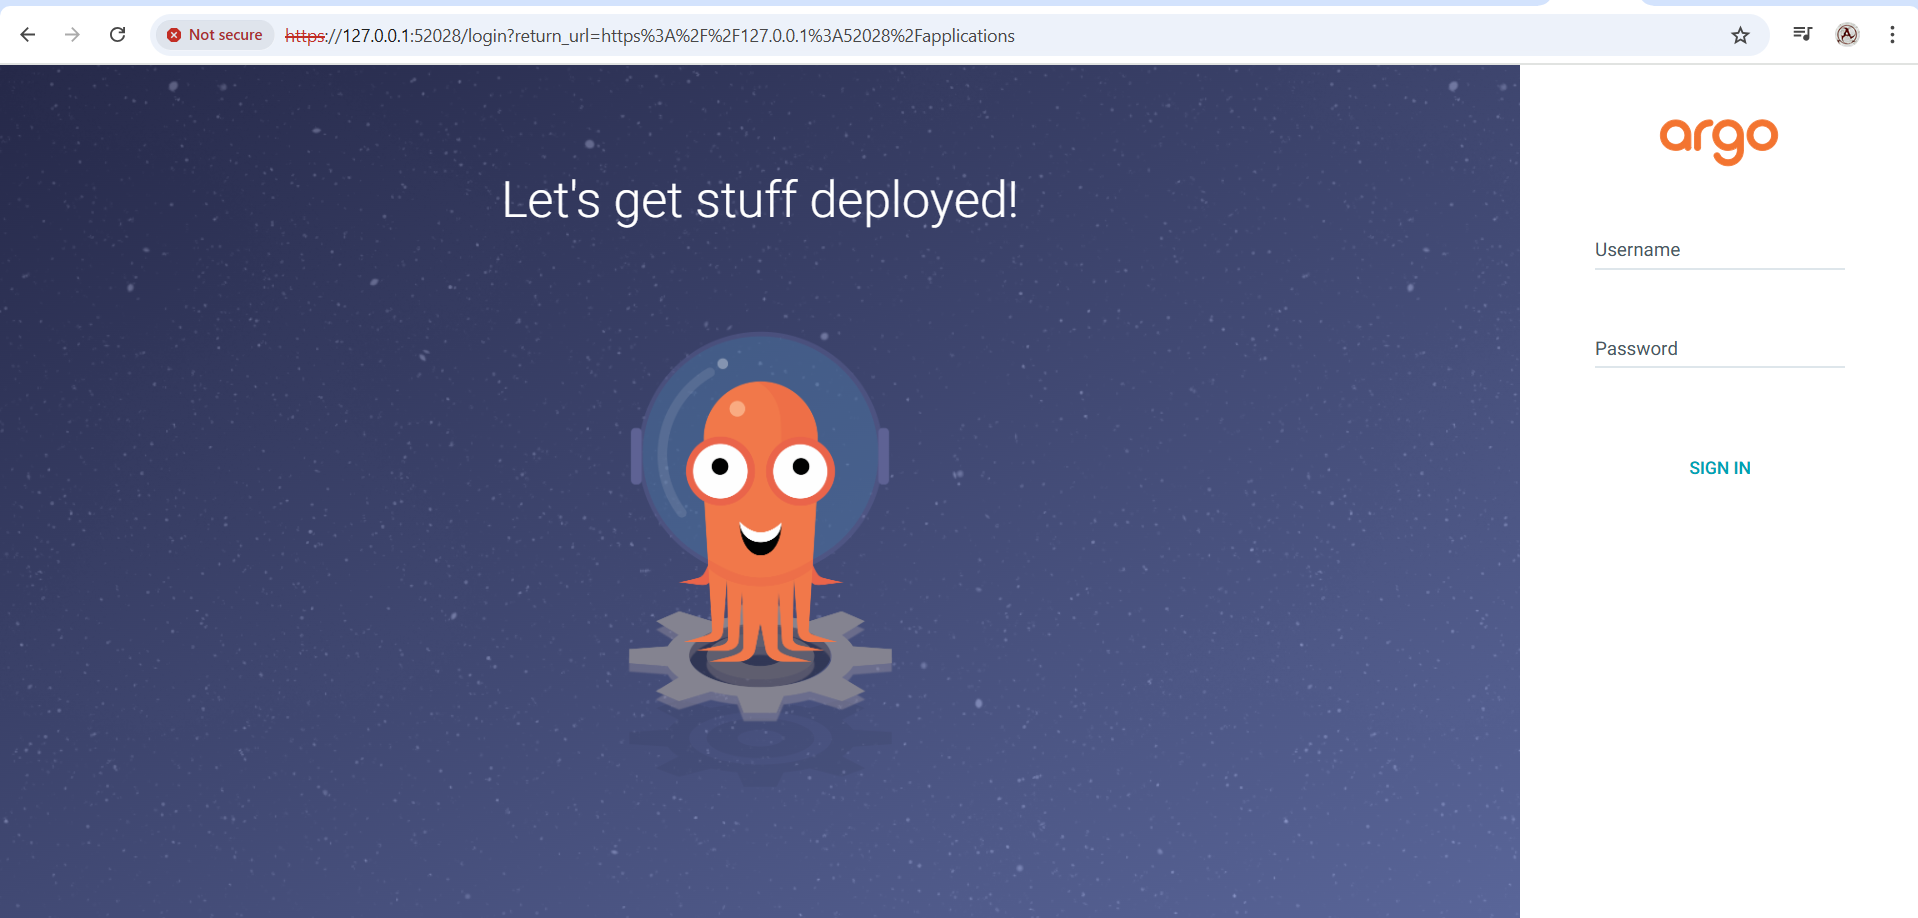 Not secure
https://127.0.0.1:52028/login?return_url=https%3A%2F%2F127.0.0.1%3A52028%2Fapplications
Let's get stuff deployed!
argo
Username
Password
SIGN IN